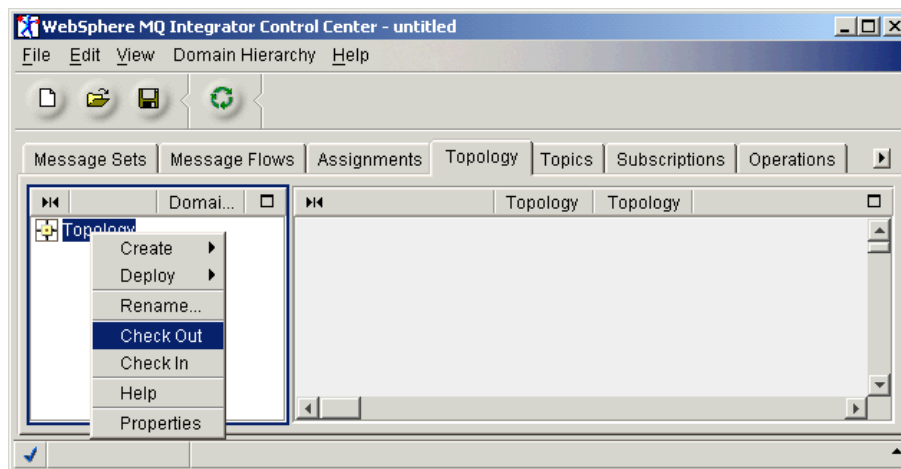 WebSphere MQ Integrator Control Center - untitled
File Edit View Domain Hierarchy Help
Message Sets Message Flows Assignments Topology Topics Subscriptions Operations
Domai... Topology Topology
Topology
Create
Deploy
Rename...
Check Out
Check In
Help
Properties